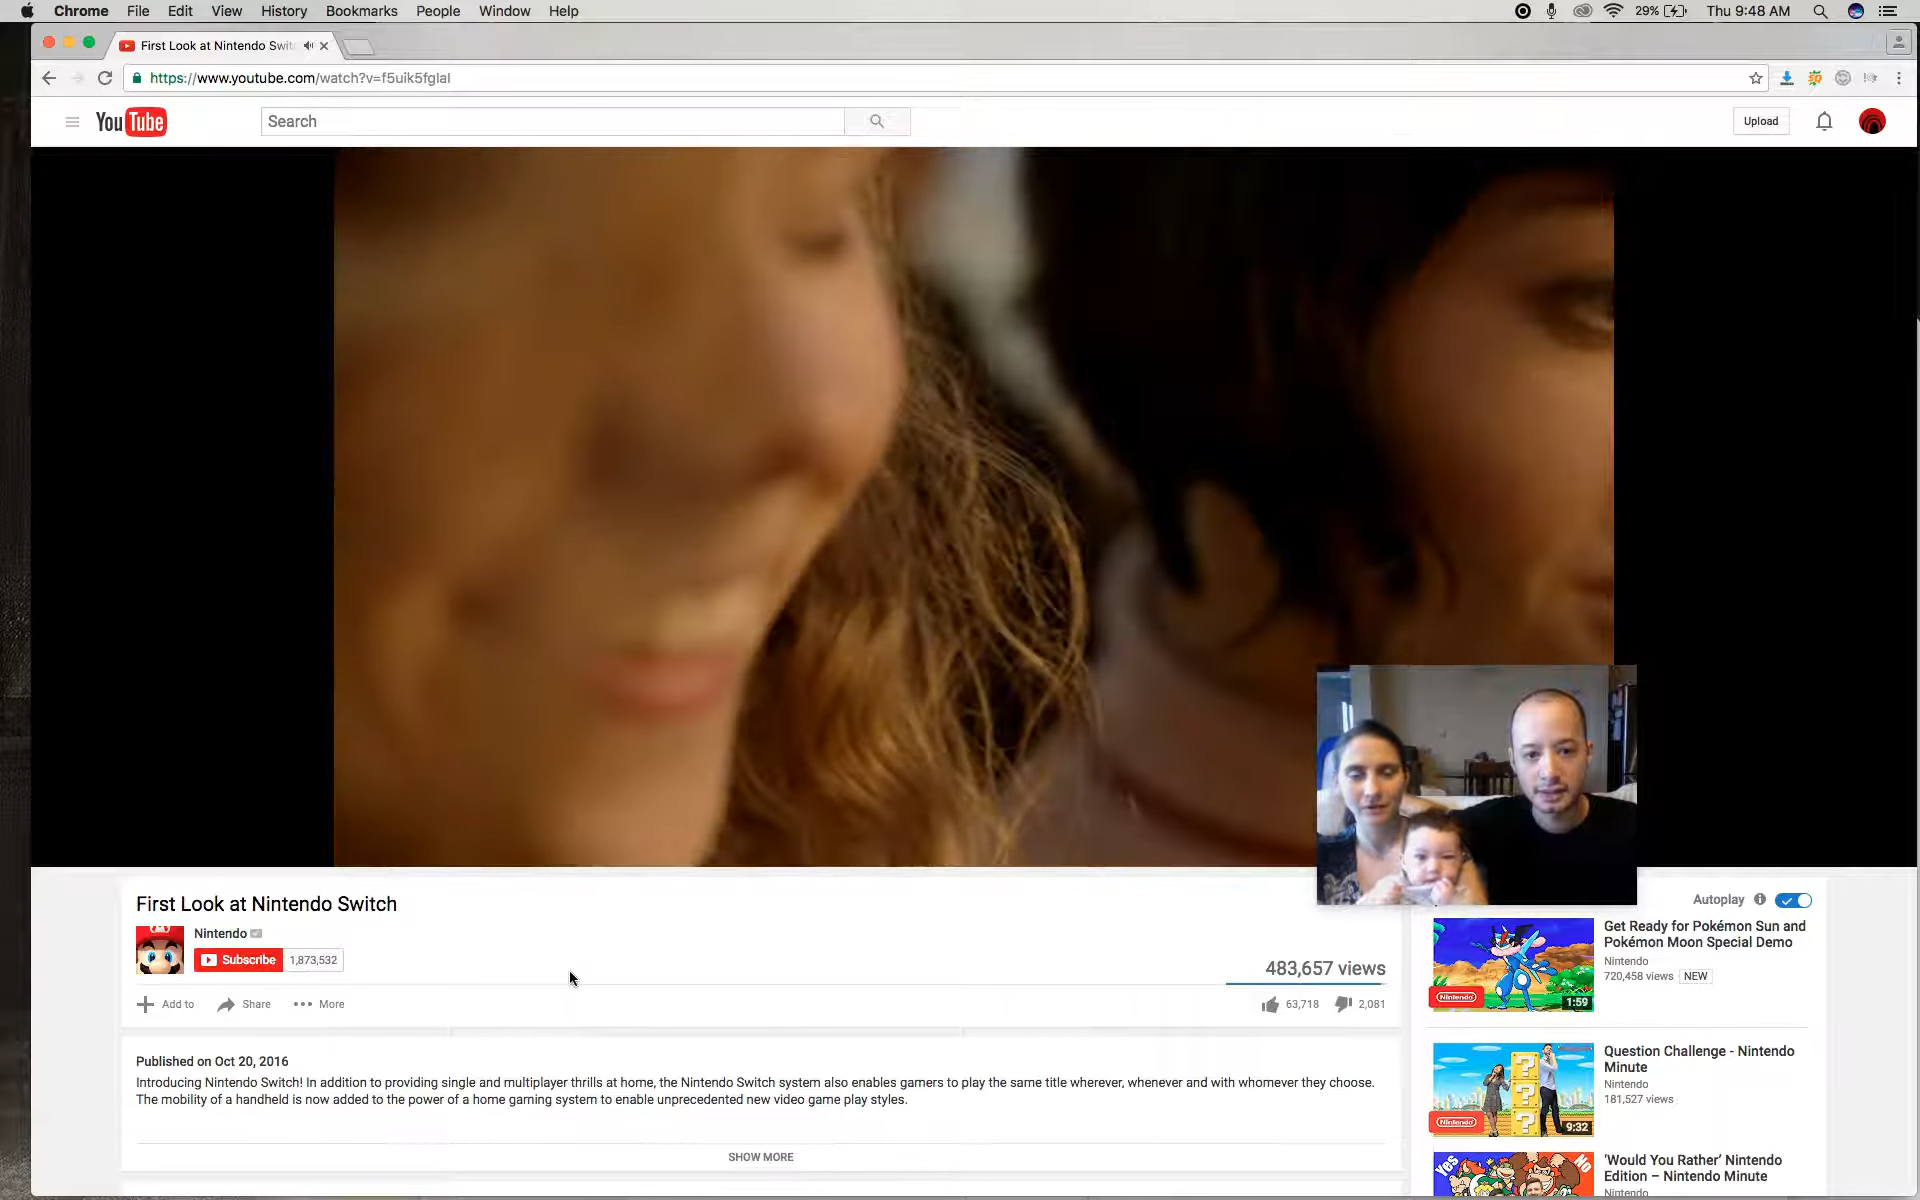 Chrome File Edit View History Bookmarks People Window Help
29% Thu 9:48 AM
First Look at Nintendo Swit
https://www.youtube.com/watch?v=f5uik5fglaI
YouTube
Search
Upload
First Look at Nintendo Switch
Nintendo
Subscribe 1,873,532
483,657 views
Add to Share More
63,718 2,081
Published on Oct 20, 2016
Introducing Nintendo Switch! In addition to providing single and multiplayer thrills at home, the Nintendo Switch system also enables gamers to play the same title wherever, whenever and with whomever they choose.
The mobility of a handheld is now added to the power of a home gaming system to enable unprecedented new video game play styles.
SHOW MORE
Autoplay
Nintendo
1:59
Get Ready for Pokémon Sun and
Pokémon Moon Special Demo
Nintendo
720,458 views NEW
? ? ?
Nintendo
9:32
Question Challenge - Nintendo
Minute
Nintendo
181,527 views
Yes No
'Would You Rather' Nintendo
Edition – Nintendo Minute
Nintendo